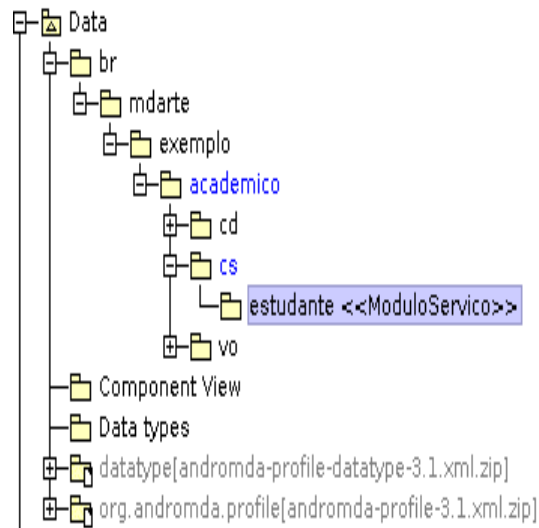 Data
br
mdarte
exemplo
academico
cd
cs
estudante <<ModuloServico>>
vo
Component View
Data types
datatype[andromda-profile-datatype-3.1.xml.zip]
org.andromda.profile[andromda-profile-3.1.xml.zip]